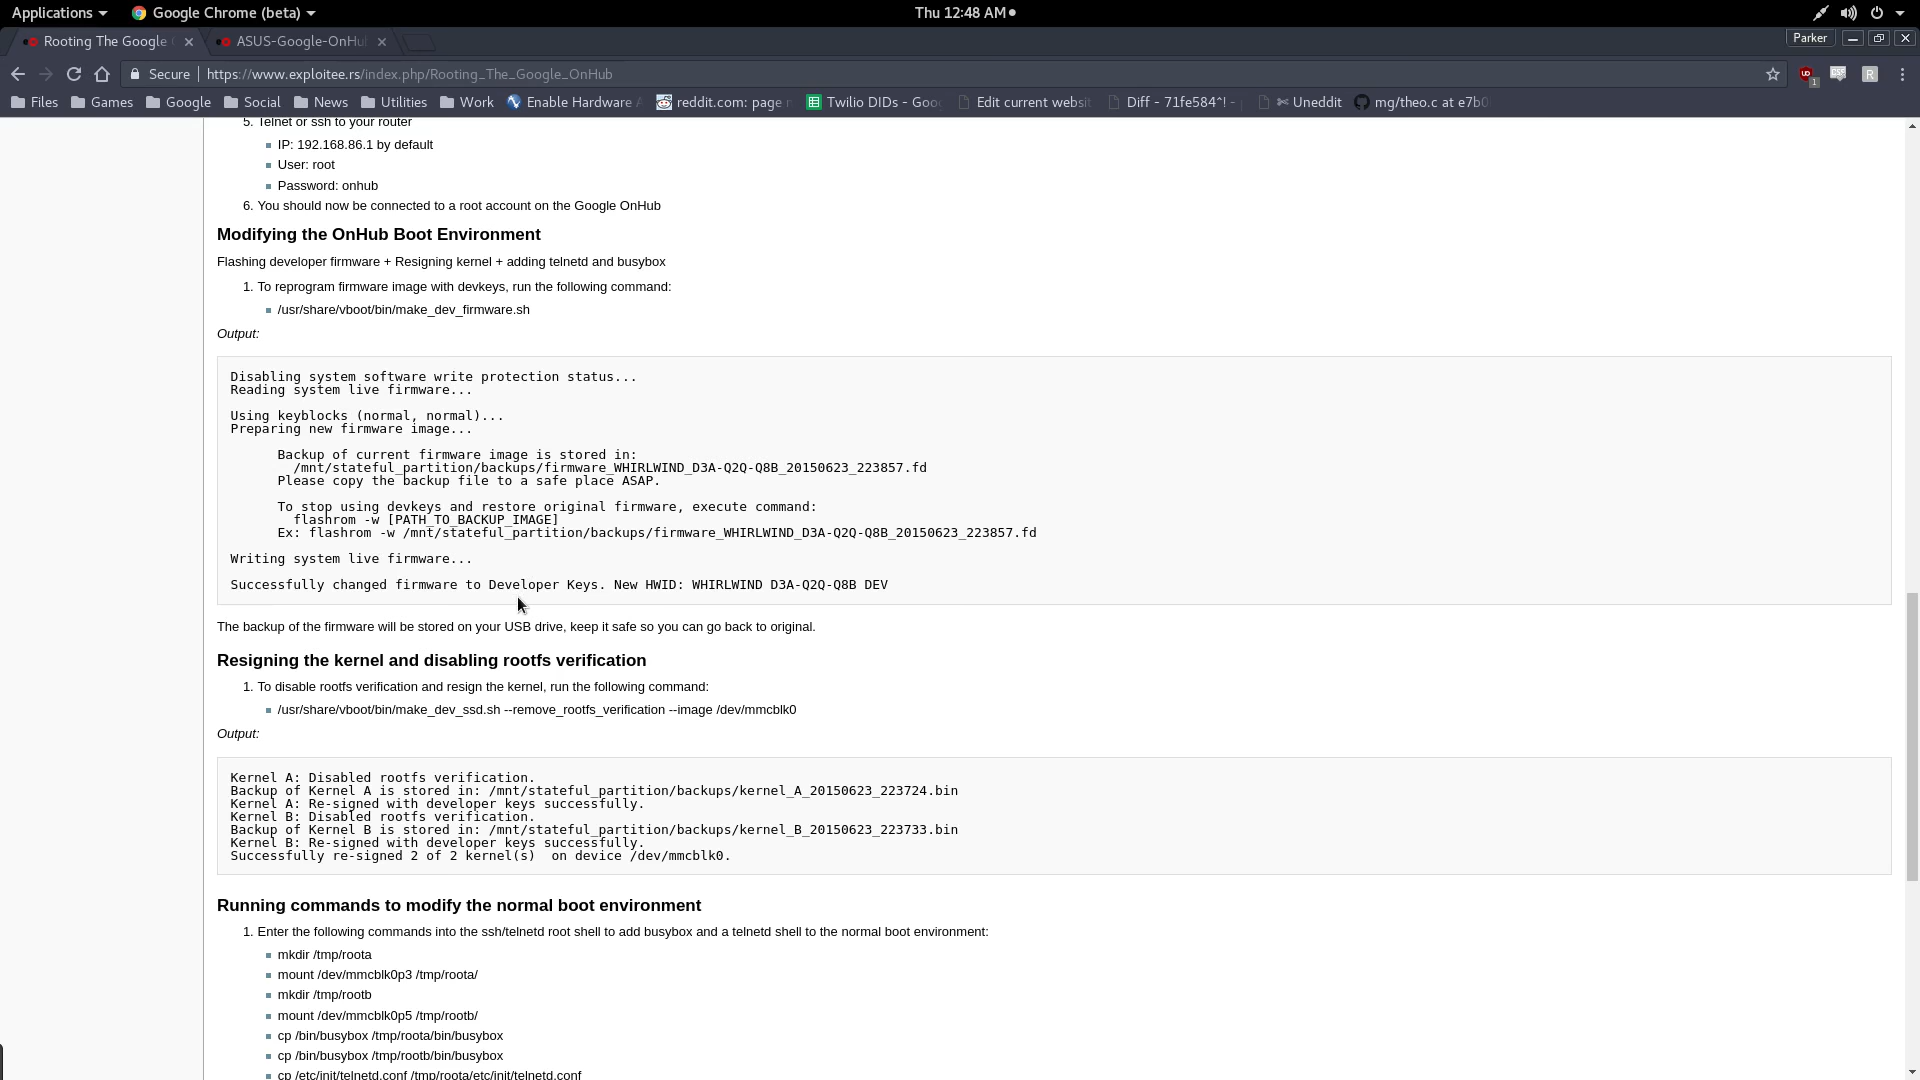 Applications
Google Chrome (beta)
Thu 12:48 AM
Rooting The Google
ASUS-Google-OnHu
Parker
Secure
https://www.exploitee.rs/index.php/Rooting_The_Google_OnHub
1
R
Files
Games
Google
Social
News
Utilities
Work
Enable Hardware
reddit.com: page
Twilio DIDs - Goo
Edit current websi
Diff - 71fe584^! -
Uneddit
mg/theo.c at e7b0
5. Telnet or ssh to your router
IP: 192.168.86.1 by default
User: root
Password: onhub
6. You should now be connected to a root account on the Google OnHub
Modifying the OnHub Boot Environment
Flashing developer firmware + Resigning kernel + adding telnetd and busybox
1. To reprogram firmware image with devkeys, run the following command:
/usr/share/vboot/bin/make_dev_firmware.sh
Output:
Disabling system software write protection status...
Reading system live firmware...
Using keyblocks (normal, normal)...
Preparing new firmware image...
Backup of current firmware image is stored in:
/mnt/stateful_partition/backups/firmware_WHIRLWIND_D3A-Q2Q-Q8B_20150623_223857.fd
Please copy the backup file to a safe place ASAP.
To stop using devkeys and restore original firmware, execute command:
flashrom -w [PATH_TO_BACKUP_IMAGE]
Ex: flashrom -w /mnt/stateful_partition/backups/firmware_WHIRLWIND_D3A-Q2Q-Q8B_20150623_223857.fd
Writing system live firmware...
Successfully changed firmware to Developer Keys. New HWID: WHIRLWIND D3A-Q2Q-Q8B DEV
The backup of the firmware will be stored on your USB drive, keep it safe so you can go back to original.
Resigning the kernel and disabling rootfs verification
1. To disable rootfs verification and resign the kernel, run the following command:
/usr/share/vboot/bin/make_dev_ssd.sh --remove_rootfs_verification --image /dev/mmcblk0
Output:
Kernel A: Disabled rootfs verification.
Backup of Kernel A is stored in: /mnt/stateful_partition/backups/kernel_A_20150623_223724.bin
Kernel A: Re-signed with developer keys successfully.
Kernel B: Disabled rootfs verification.
Backup of Kernel B is stored in: /mnt/stateful_partition/backups/kernel_B_20150623_223733.bin
Kernel B: Re-signed with developer keys successfully.
Successfully re-signed 2 of 2 kernel(s)  on device /dev/mmcblk0.
Running commands to modify the normal boot environment
1. Enter the following commands into the ssh/telnetd root shell to add busybox and a telnetd shell to the normal boot environment:
mkdir /tmp/roota
mount /dev/mmcblk0p3 /tmp/roota/
mkdir /tmp/rootb
mount /dev/mmcblk0p5 /tmp/rootb/
cp /bin/busybox /tmp/roota/bin/busybox
cp /bin/busybox /tmp/rootb/bin/busybox
cp /etc/init/telnetd.conf /tmp/roota/etc/init/telnetd.conf